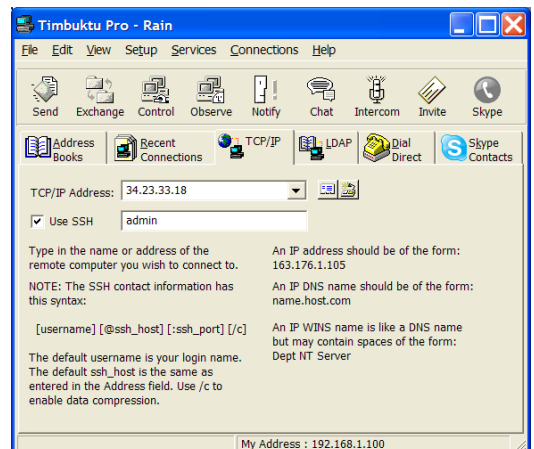 Timbuktu Pro - Rain
File Edit View Setup Services Connections Help
Send Exchange Control Observe Notify Chat Intercom Invite Skype
Address Books
Recent Connections
TCP/IP
LDAP
Dial Direct
Skype Contacts
TCP/IP Address: 34.23.33.18
Use SSH admin
Type in the name or address of the
remote computer you wish to connect to.
NOTE: The SSH contact information has
this syntax:
[username] [@ssh_host] [:ssh_port] [/c]
The default username is your login name.
The default ssh_host is the same as
entered in the Address field. Use /c to
enable data compression.
An IP address should be of the form:
163.176.1.105
An IP DNS name should be of the form:
name.host.com
An IP WINS name is like a DNS name
but may contain spaces of the form:
Dept NT Server
My Address : 192.168.1.100